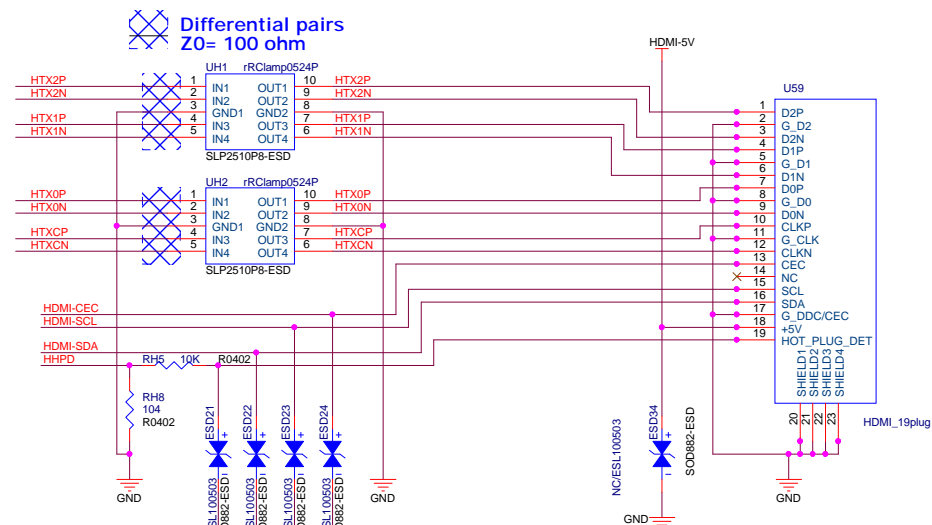 Differential pairs
Z0= 100 ohm
HDMI-5V
UH1 rRClamp0524P
HTX2P 1 IN1 OUT1 10 HTX2P
HTX2N 2 IN2 OUT2 9 HTX2N
3 GND1 GND2 8
HTX1P 4 IN3 OUT3 7 HTX1P
HTX1N 5 IN4 OUT4 6 HTX1N
SLP2510P8-ESD
UH2 rRClamp0524P
HTX0P 1 IN1 OUT1 10 HTX0P
HTX0N 2 IN2 OUT2 9 HTX0N
3 GND1 GND2 8
HTXCP 4 IN3 OUT3 7 HTXCP
HTXCN 5 IN4 OUT4 6 HTXCN
SLP2510P8-ESD
U59
1 D2P
2 G_D2
3 D2N
4 D1P
5 G_D1
6 D1N
7 D0P
8 G_D0
9 D0N
10 CLKP
11 G_CLK
12 CLKN
13 CEC
14 NC
15 SCL
16 SDA
17 G_DDC/CEC
18 +5V
19 HOT_PLUG_DET
SHIELD1 SHIELD2 SHIELD3 SHIELD4
20 21 22 23
HDMI_19plug
HDMI-CEC
HDMI-SCL
HDMI-SDA
HHPD RH5 10K R0402
RH8
104
R0402
ESD21 ESD22 ESD23 ESD24
NC/ESL100503 ESD34 SOD882-ESD
GND GND GND
GND